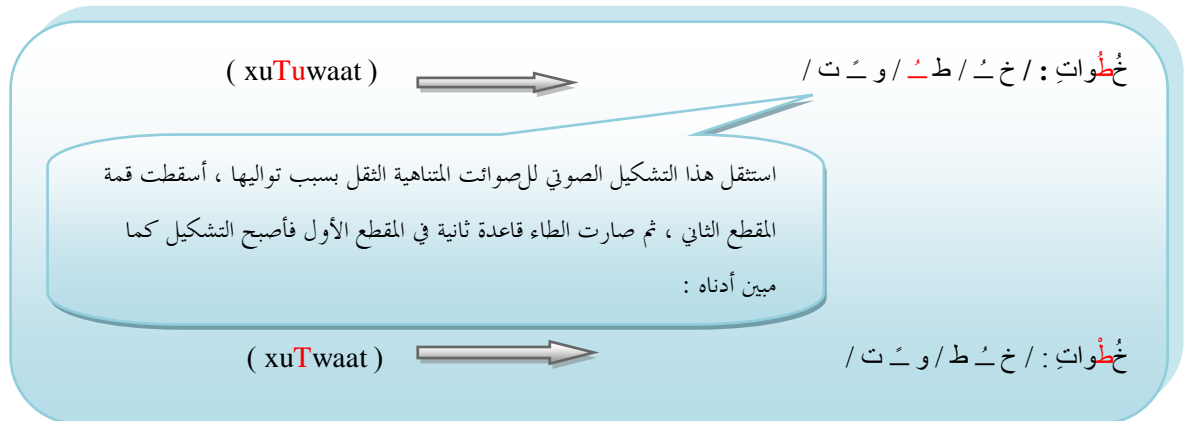 خُطُواتِ : / خ ـُ / ط ـُ / و ـً ت / ( xuTuwaat )
استثقل هذا التشكيل الصوتي للصوائت المتناهية الثقل بسبب تواليها ، أسقطت قمة
المقطع الثاني ، ثم صارت الطاء قاعدة ثانية في المقطع الأول فأصبح التشكيل كما
مبين أدناه :
خُطْواتِ : / خ ـُ ط / و ـً ت / ( xuTwaat )